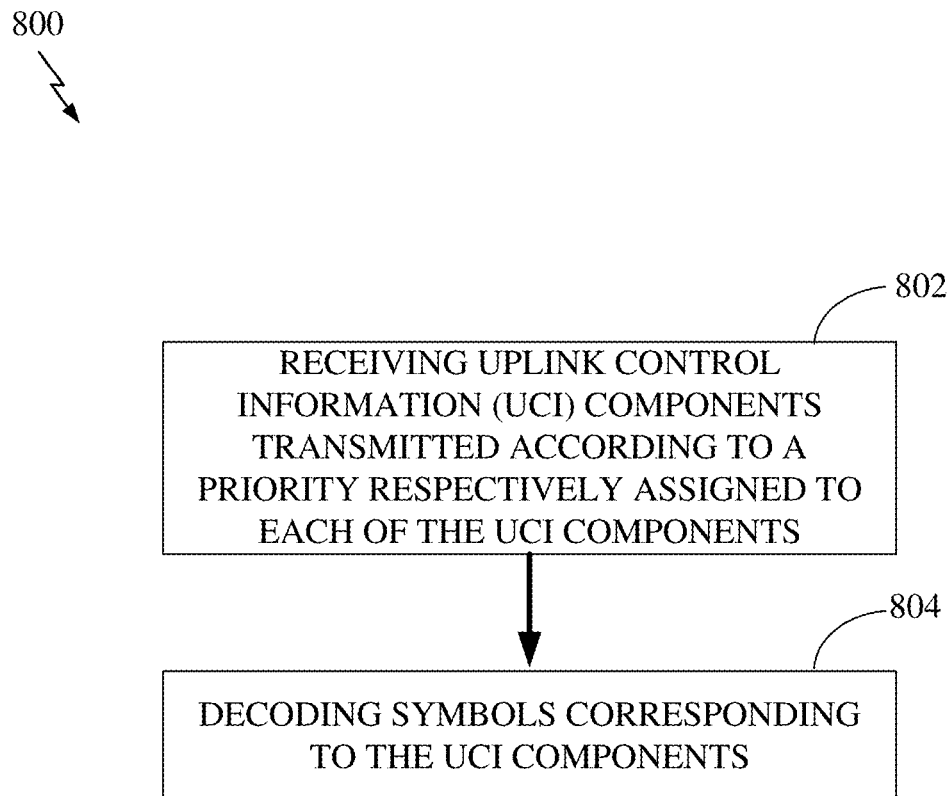 800
802
RECEIVING UPLINK CONTROL
INFORMATION (UCI) COMPONENTS
TRANSMITTED ACCORDING TO A
PRIORITY RESPECTIVELY ASSIGNED TO
EACH OF THE UCI COMPONENTS
804
DECODING SYMBOLS CORRESPONDING
TO THE UCI COMPONENTS